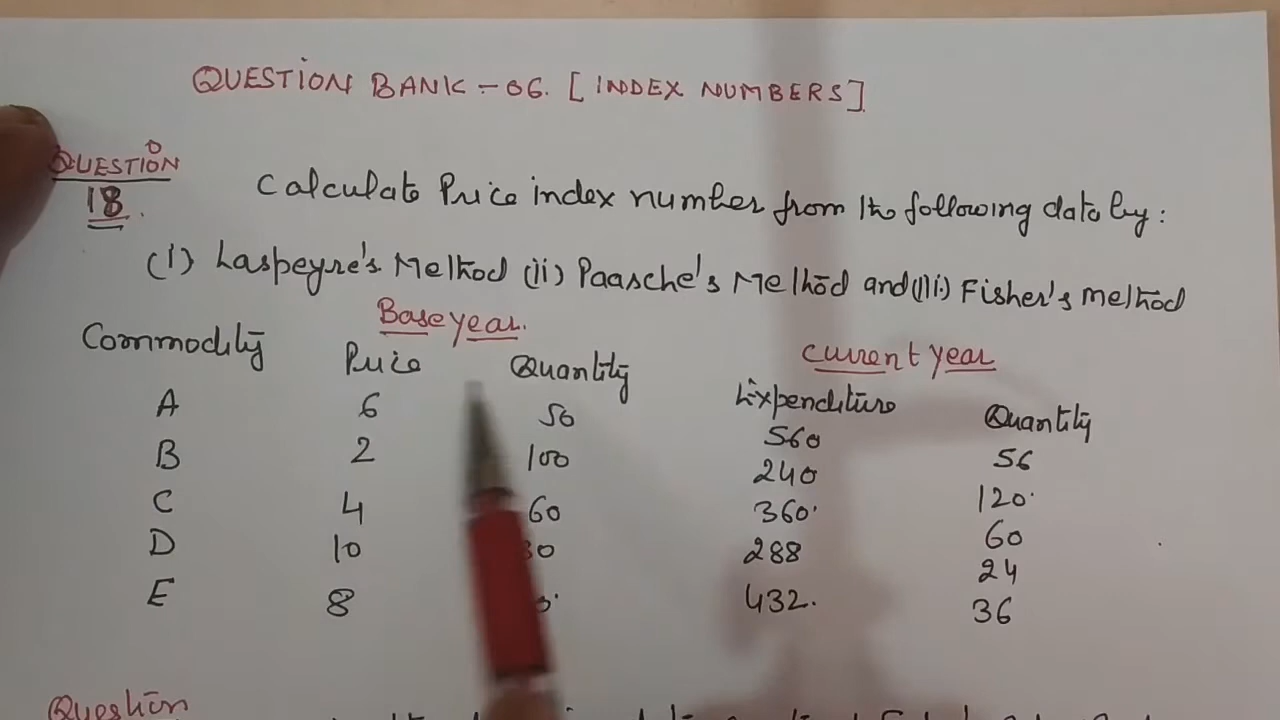 QUESTION BANK - 06. [INDEX NUMBERS]
QUESTION
18.
Calculate Price index number from the following data by:
(i) Laspeyre's Method (ii) Paasche's Method and (iii) Fisher's method
Base year.
Current year
Commodity Price Quantity Expenditure Quantity
A 6 50 560 56
B 2 100 240 120
C 4 60 360 60
D 10 288 24
E 8 432. 36
Question